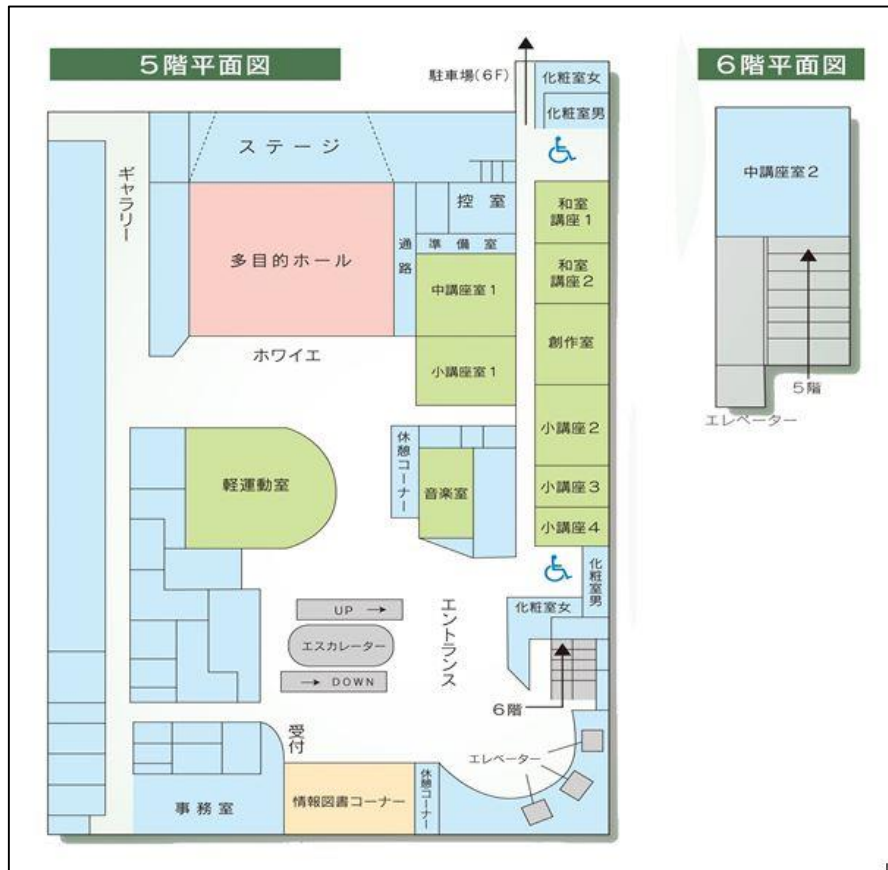 5階平面図
6階平面図
駐車場(6F)
化粧室女
化粧室男
ステージ
中講座室2
ギャラリー
控室
和室
講座1
多目的ホール
通路
準備室
和室
講座2
中講座室1
ホワイエ
創作室
小講座室1
5階
エレベーター
小講座2
休憩コーナー
軽運動室
音楽室
小講座3
小講座4
化粧室男
化粧室女
UP →
エントランス
エスカレーター
→ DOWN
6階
受付
エレベーター
休憩コーナー
情報図書コーナー
事務室